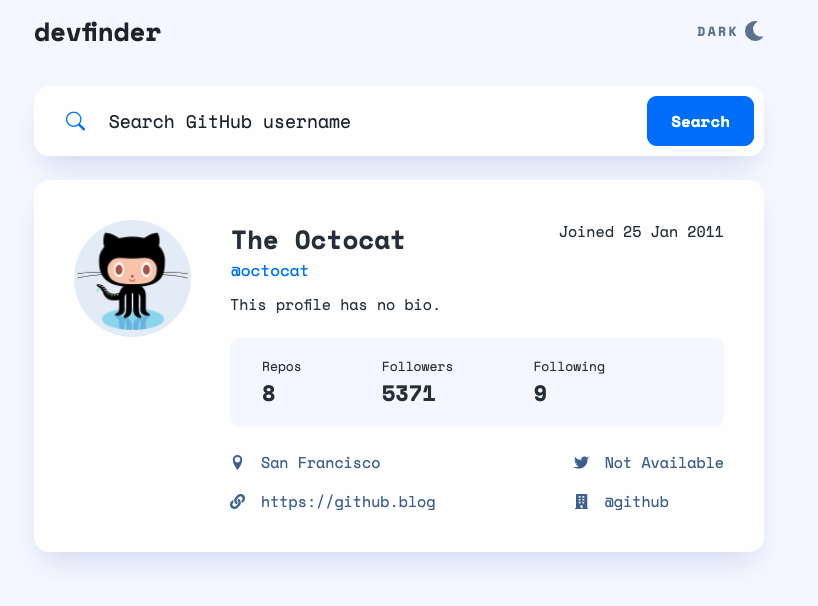 devfinder
DARK
Search GitHub username
Search
The Octocat
Joined 25 Jan 2011
@octocat
This profile has no bio.
Repos Followers Following
8 5371 9
San Francisco Not Available
https://github.blog @github